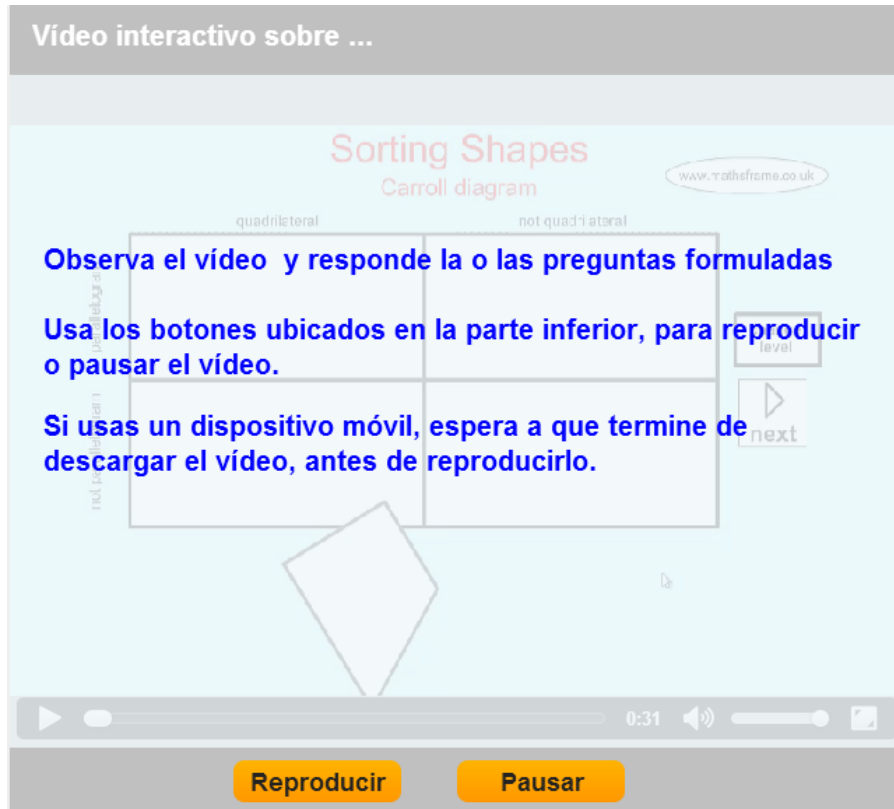 Vídeo interactivo sobre ...
Sorting Shapes
Carroll diagram
www.mathsframe.co.uk
quadrilateral
not quadrilateral
Observa el vídeo y responde la o las preguntas formuladas
Usa los botones ubicados en la parte inferior, para reproducir
o pausar el vídeo.
level
Si usas un dispositivo móvil, espera a que termine de
next
descargar el vídeo, antes de reproducirlo.
not parallelogram
0:31
Reproducir
Pausar